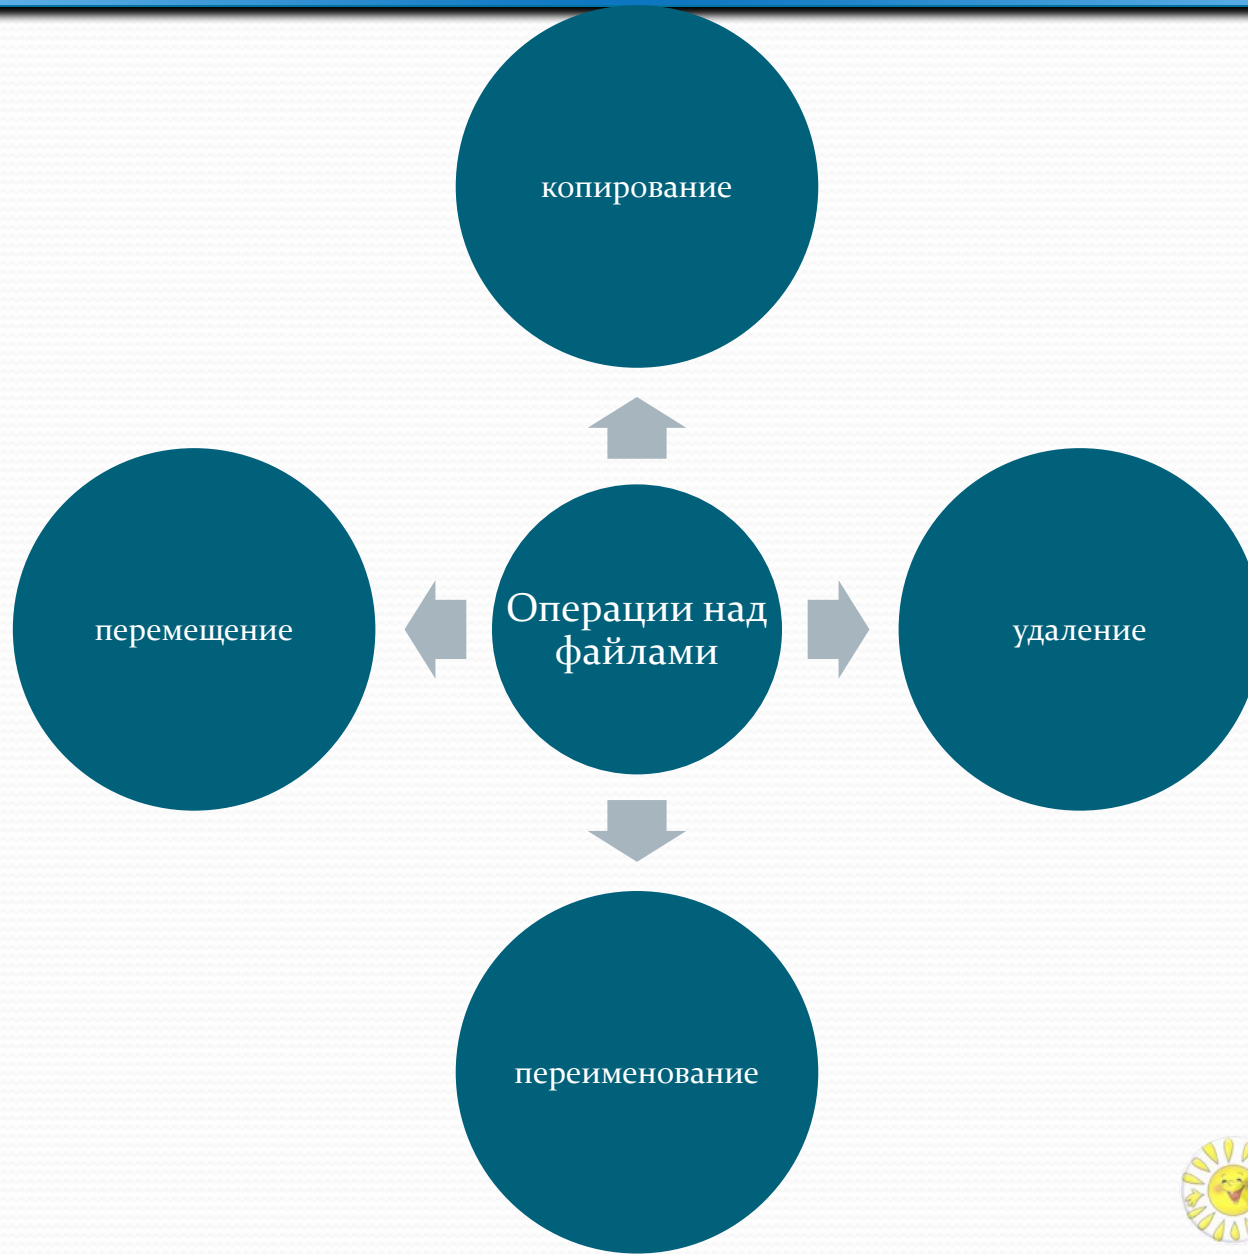 копирование
перемещение
Операции над
файлами
удаление
переименование